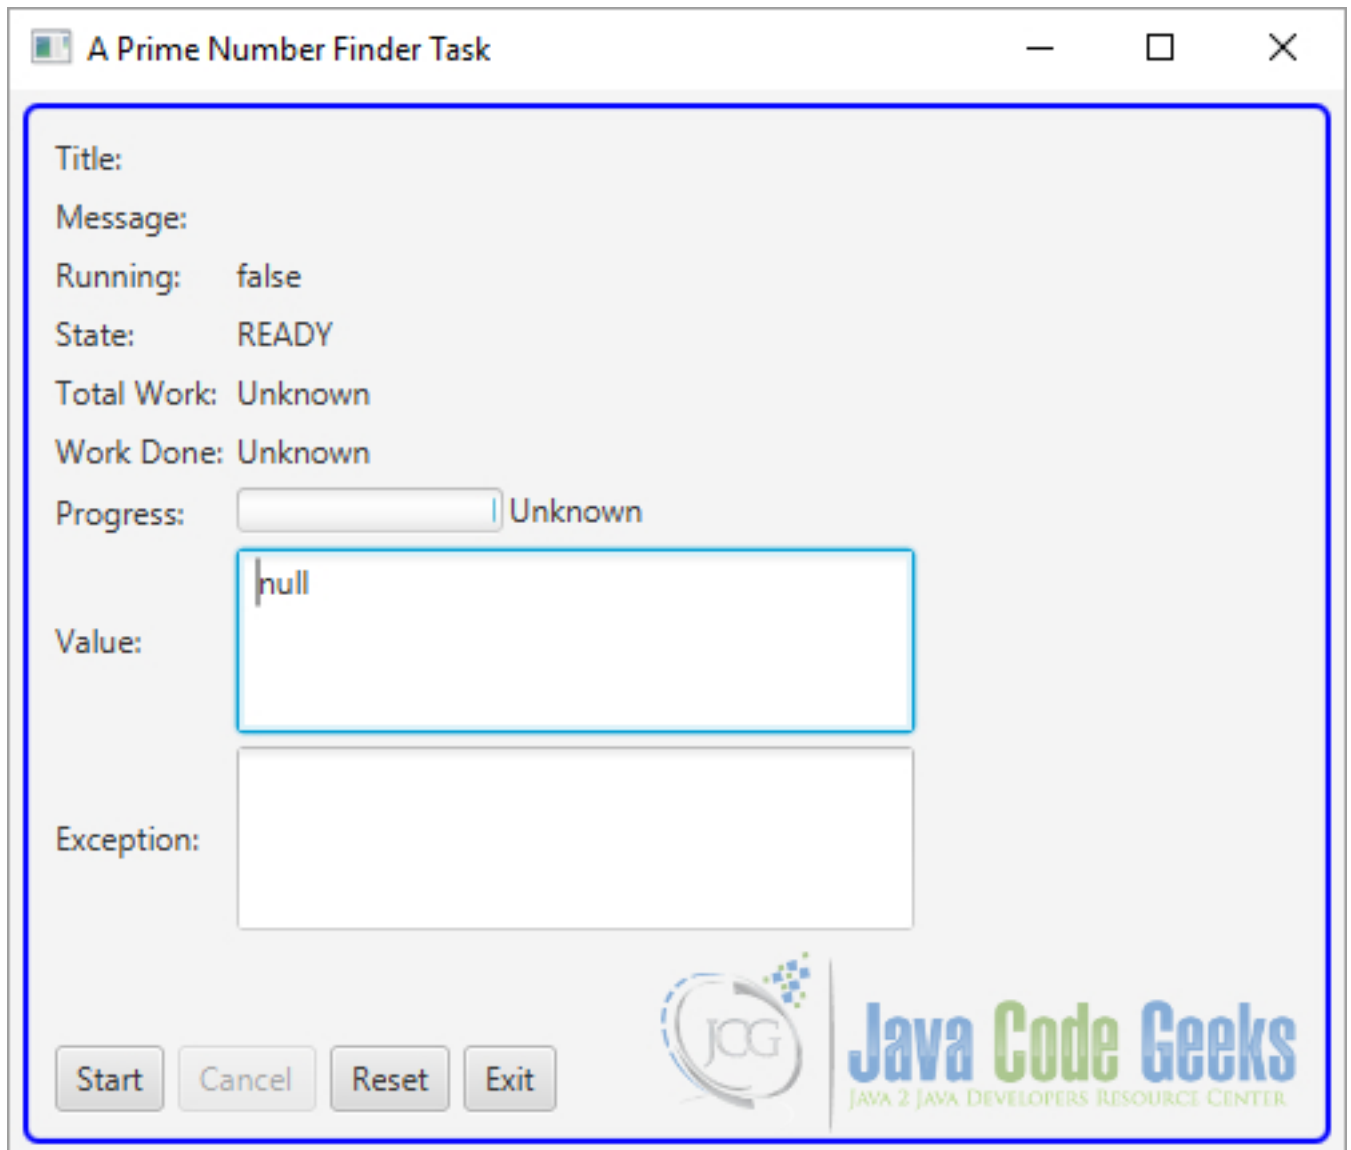 A Prime Number Finder Task
Title:
Message:
Running: false
State: READY
Total Work: Unknown
Work Done: Unknown
Progress: Unknown
null
Value:
Exception:
Start Cancel Reset Exit
JCG
Java Code Geeks
JAVA 2 JAVA DEVELOPERS RESOURCE CENTER